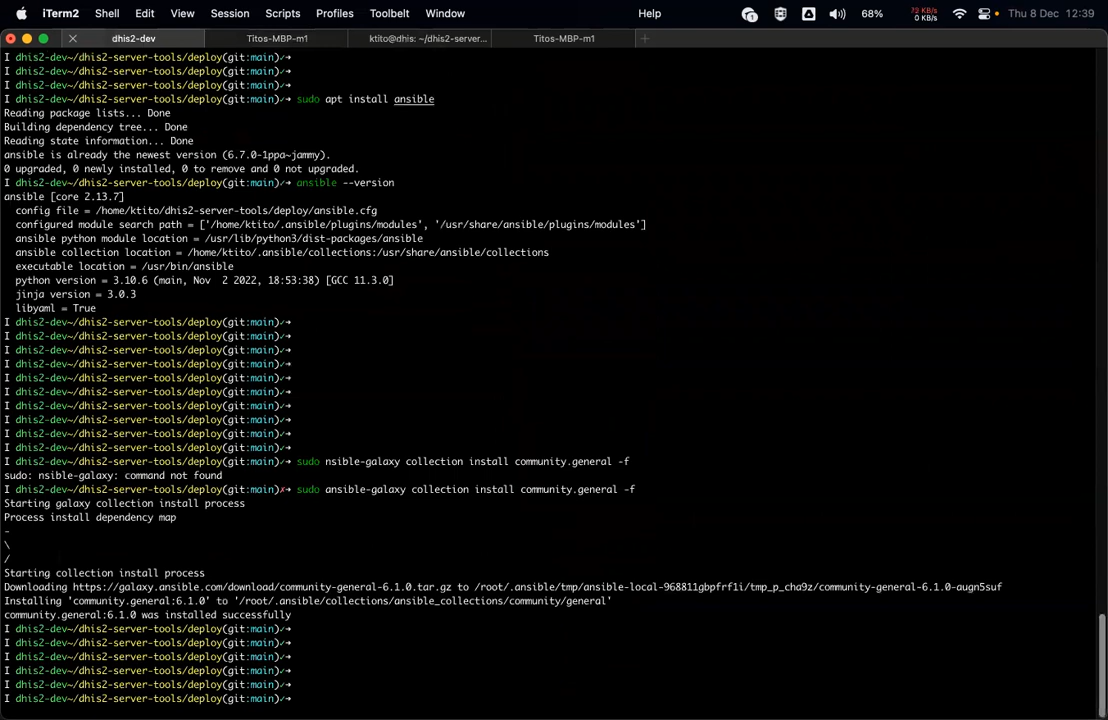 iTerm2 Shell Edit View Session Scripts Profiles Toolbelt Window Help 68% 72 KB/s 0 KB/s Thu 8 Dec 12:39
dhis2-dev Titos-MBP-m1 ktito@dhis: ~/dhis2-server... Titos-MBP-m1
I dhis2-dev~/dhis2-server-tools/deploy(git:main)✓➜
I dhis2-dev~/dhis2-server-tools/deploy(git:main)✓➜
I dhis2-dev~/dhis2-server-tools/deploy(git:main)✓➜
I dhis2-dev~/dhis2-server-tools/deploy(git:main)✓➜ sudo apt install ansible
Reading package lists... Done
Building dependency tree... Done
Reading state information... Done
ansible is already the newest version (6.7.0-1ppa~jammy).
0 upgraded, 0 newly installed, 0 to remove and 0 not upgraded.
I dhis2-dev~/dhis2-server-tools/deploy(git:main)✓➜ ansible --version
ansible [core 2.13.7]
  config file = /home/ktito/dhis2-server-tools/deploy/ansible.cfg
  configured module search path = ['/home/ktito/.ansible/plugins/modules', '/usr/share/ansible/plugins/modules']
  ansible python module location = /usr/lib/python3/dist-packages/ansible
  ansible collection location = /home/ktito/.ansible/collections:/usr/share/ansible/collections
  executable location = /usr/bin/ansible
  python version = 3.10.6 (main, Nov  2 2022, 18:53:38) [GCC 11.3.0]
  jinja version = 3.0.3
  libyaml = True
I dhis2-dev~/dhis2-server-tools/deploy(git:main)✓➜
I dhis2-dev~/dhis2-server-tools/deploy(git:main)✓➜
I dhis2-dev~/dhis2-server-tools/deploy(git:main)✓➜
I dhis2-dev~/dhis2-server-tools/deploy(git:main)✓➜
I dhis2-dev~/dhis2-server-tools/deploy(git:main)✓➜
I dhis2-dev~/dhis2-server-tools/deploy(git:main)✓➜
I dhis2-dev~/dhis2-server-tools/deploy(git:main)✓➜
I dhis2-dev~/dhis2-server-tools/deploy(git:main)✓➜
I dhis2-dev~/dhis2-server-tools/deploy(git:main)✓➜
I dhis2-dev~/dhis2-server-tools/deploy(git:main)✓➜
I dhis2-dev~/dhis2-server-tools/deploy(git:main)✓➜ sudo nsible-galaxy collection install community.general -f
sudo: nsible-galaxy: command not found
I dhis2-dev~/dhis2-server-tools/deploy(git:main)✗➜ sudo ansible-galaxy collection install community.general -f
Starting galaxy collection install process
Process install dependency map
-
\
/
Starting collection install process
Downloading https://galaxy.ansible.com/download/community-general-6.1.0.tar.gz to /root/.ansible/tmp/ansible-local-968811gbpfrf1i/tmp_p_cha9z/community-general-6.1.0-augn5suf
Installing 'community.general:6.1.0' to '/root/.ansible/collections/ansible_collections/community/general'
community.general:6.1.0 was installed successfully
I dhis2-dev~/dhis2-server-tools/deploy(git:main)✓➜
I dhis2-dev~/dhis2-server-tools/deploy(git:main)✓➜
I dhis2-dev~/dhis2-server-tools/deploy(git:main)✓➜
I dhis2-dev~/dhis2-server-tools/deploy(git:main)✓➜
I dhis2-dev~/dhis2-server-tools/deploy(git:main)✓➜
I dhis2-dev~/dhis2-server-tools/deploy(git:main)✓➜